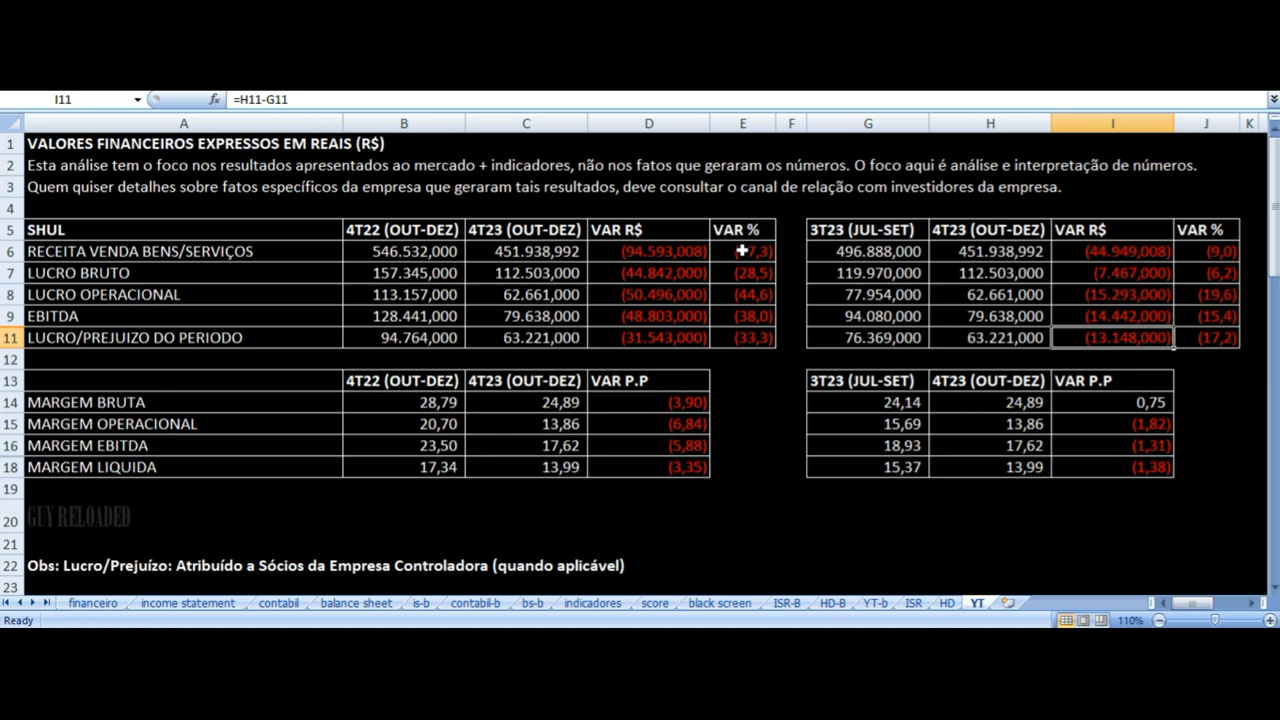 I11 fx =H11-G11
A B C D E F G H I J K
1 VALORES FINANCEIROS EXPRESSOS EM REAIS (R$)
2 Esta análise tem o foco nos resultados apresentados ao mercado + indicadores, não nos fatos que geraram os números. O foco aqui é análise e interpretação de números.
3 Quem quiser detalhes sobre fatos específicos da empresa que geraram tais resultados, deve consultar o canal de relação com investidores da empresa.
4
5 SHUL 4T22 (OUT-DEZ) 4T23 (OUT-DEZ) VAR R$ VAR % 3T23 (JUL-SET) 4T23 (OUT-DEZ) VAR R$ VAR %
6 RECEITA VENDA BENS/SERVIÇOS 546.532,000 451.938,992 (94.593,008) 7,3) 496.888,000 451.938,992 (44.949,008) (9,0)
7 LUCRO BRUTO 157.345,000 112.503,000 (44.842,000) (28,5) 119.970,000 112.503,000 (7.467,000) (6,2)
8 LUCRO OPERACIONAL 113.157,000 62.661,000 (50.496,000) (44,6) 77.954,000 62.661,000 (15.293,000) (19,6)
9 EBITDA 128.441,000 79.638,000 (48.803,000) (38,0) 94.080,000 79.638,000 (14.442,000) (15,4)
11 LUCRO/PREJUIZO DO PERIODO 94.764,000 63.221,000 (31.543,000) (33,3) 76.369,000 63.221,000 (13.148,000) (17,2)
12
13 4T22 (OUT-DEZ) 4T23 (OUT-DEZ) VAR P.P 3T23 (JUL-SET) 4T23 (OUT-DEZ) VAR P.P
14 MARGEM BRUTA 28,79 24,89 (3,90) 24,14 24,89 0,75
15 MARGEM OPERACIONAL 20,70 13,86 (6,84) 15,69 13,86 (1,82)
16 MARGEM EBITDA 23,50 17,62 (5,88) 18,93 17,62 (1,31)
18 MARGEM LIQUIDA 17,34 13,99 (3,35) 15,37 13,99 (1,38)
19
20 GUY RELOADED
21
22 Obs: Lucro/Prejuízo: Atribuído a Sócios da Empresa Controladora (quando aplicável)
23
financeiro income statement contabil balance sheet is-b contabil-b bs-b indicadores score black screen ISR-B HD-B YT-b ISR HD YT
Ready 110%